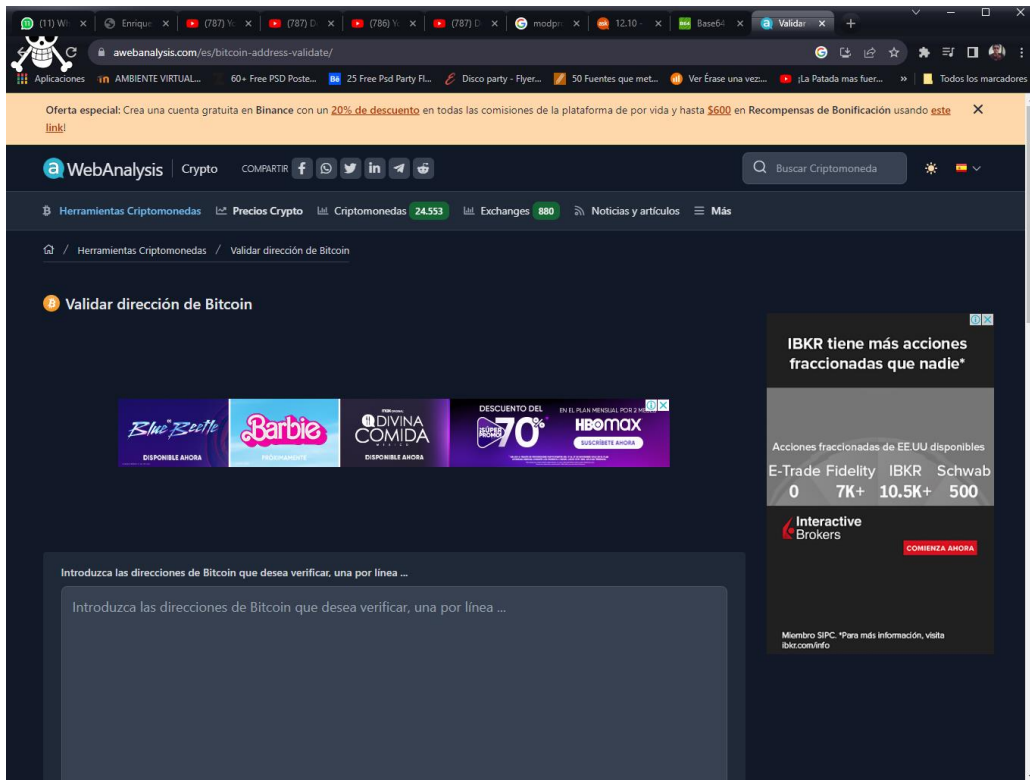 (11) Wh
Enrique
(787) Yo
(787) D
(786) Yo
(787) D
modpr
12.10 -
Base64
Validar
awebanalysis.com/es/bitcoin-address-validate/
Aplicaciones
AMBIENTE VIRTUAL...
60+ Free PSD Poste...
25 Free Psd Party Fl...
Disco party - Flyer...
50 Fuentes que met...
Ver Érase una vez:...
¡La Patada mas fuer...
»
Todos los marcadores
Oferta especial: Crea una cuenta gratuita en Binance con un 20% de descuento en todas las comisiones de la plataforma de por vida y hasta $600 en Recompensas de Bonificación usando este
link!
WebAnalysis | Crypto COMPARTIR
Buscar Criptomoneda
Herramientas Criptomonedas Precios Crypto Criptomonedas 24.553 Exchanges 880 Noticias y artículos Más
/ Herramientas Criptomonedas / Validar dirección de Bitcoin
Validar dirección de Bitcoin
Blue Beetle
DISPONIBLE AHORA
Barbie
PRÓXIMAMENTE
DIVINA
COMIDA
DISPONIBLE AHORA
DESCUENTO DEL
¡SÚPER
PROMO!
70%
EN EL PLAN MENSUAL POR 2 MESES
HBOMAX
SUSCRÍBETE AHORA
IBKR tiene más acciones
fraccionadas que nadie*
Acciones fraccionadas de EE.UU disponibles
E-Trade Fidelity IBKR Schwab
0 7K+ 10.5K+ 500
Interactive
Brokers
COMIENZA AHORA
Miembro SIPC. *Para más información, visita
ibkr.com/info
Introduzca las direcciones de Bitcoin que desea verificar, una por línea ...
Introduzca las direcciones de Bitcoin que desea verificar, una por línea ...